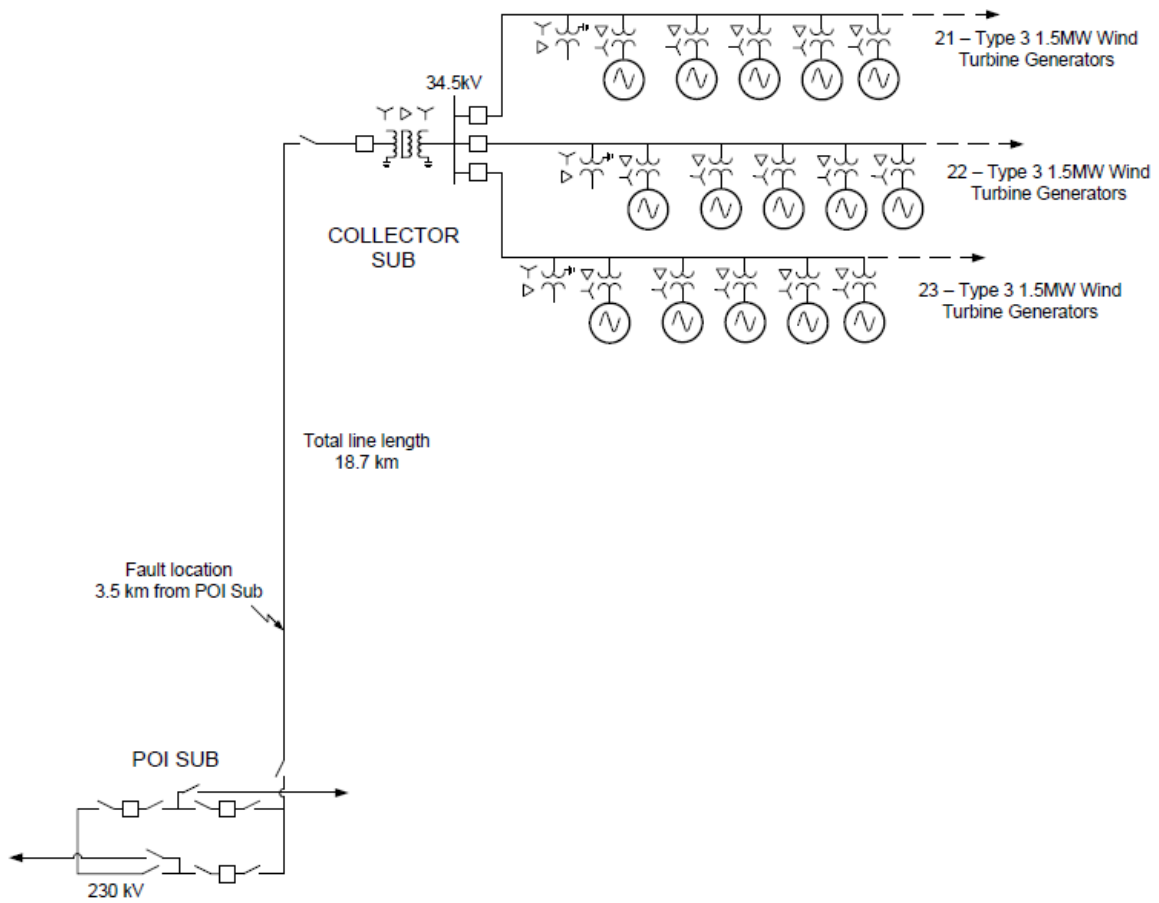 21 – Type 3 1.5MW Wind
Turbine Generators
34.5kV
22 – Type 3 1.5MW Wind
Turbine Generators
COLLECTOR
SUB
23 – Type 3 1.5MW Wind
Turbine Generators
Total line length
18.7 km
Fault location
3.5 km from POI Sub
POI SUB
230 kV